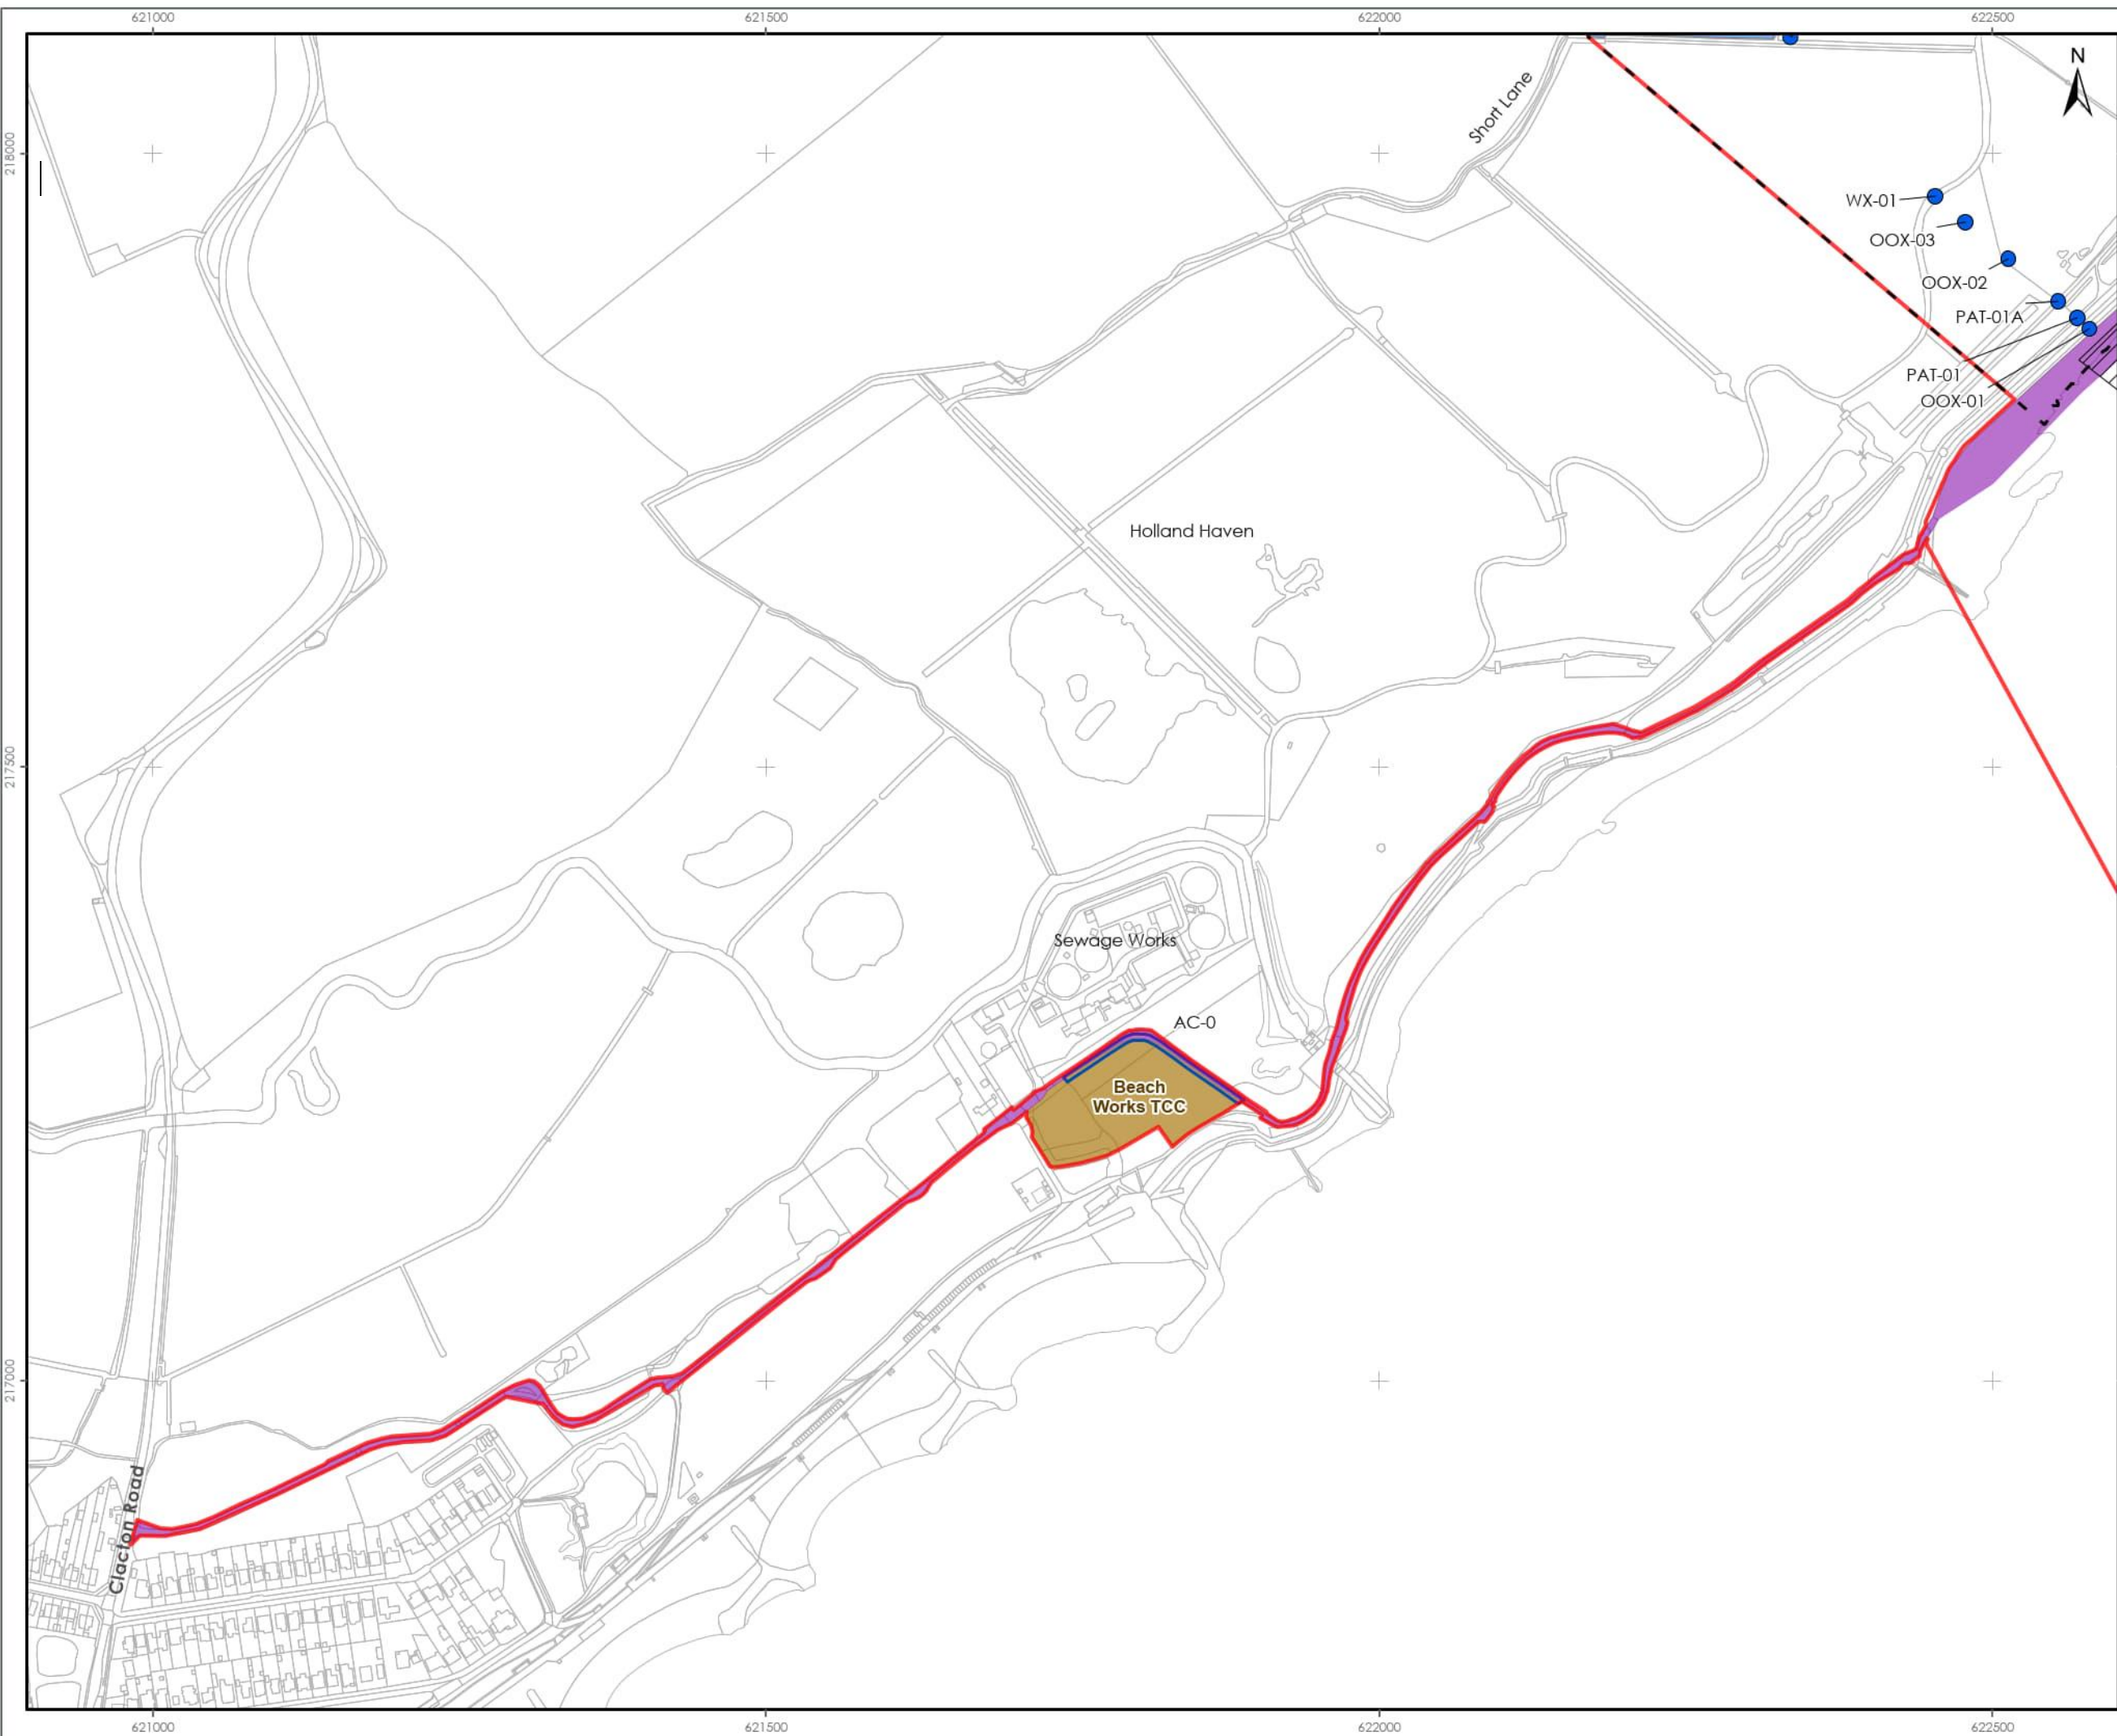 621000
621500
622000
622500
N
218000
Short Lane
WX-01
OOX-03
OOX-02
PAT-01A
PAT-01
OOX-01
Holland Haven
217500
Sewage Works
AC-0
Beach
Works TCC
217000
Clacton Road
621000
621500
622000
622500